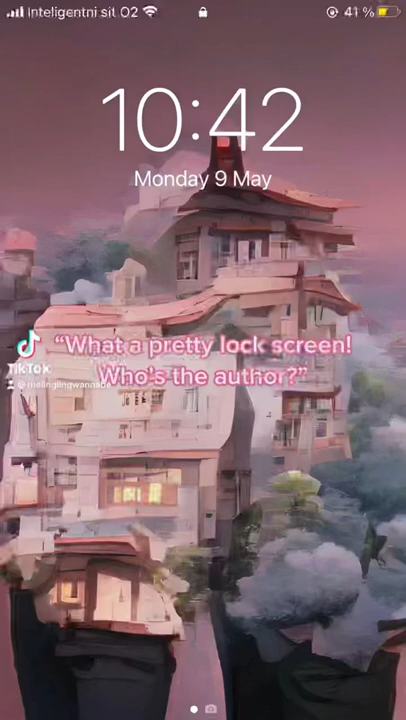 Inteligentni sit O2
41 %
10:42
Monday 9 May
“What a pretty lock screen!
Who's the author?”
TikTok